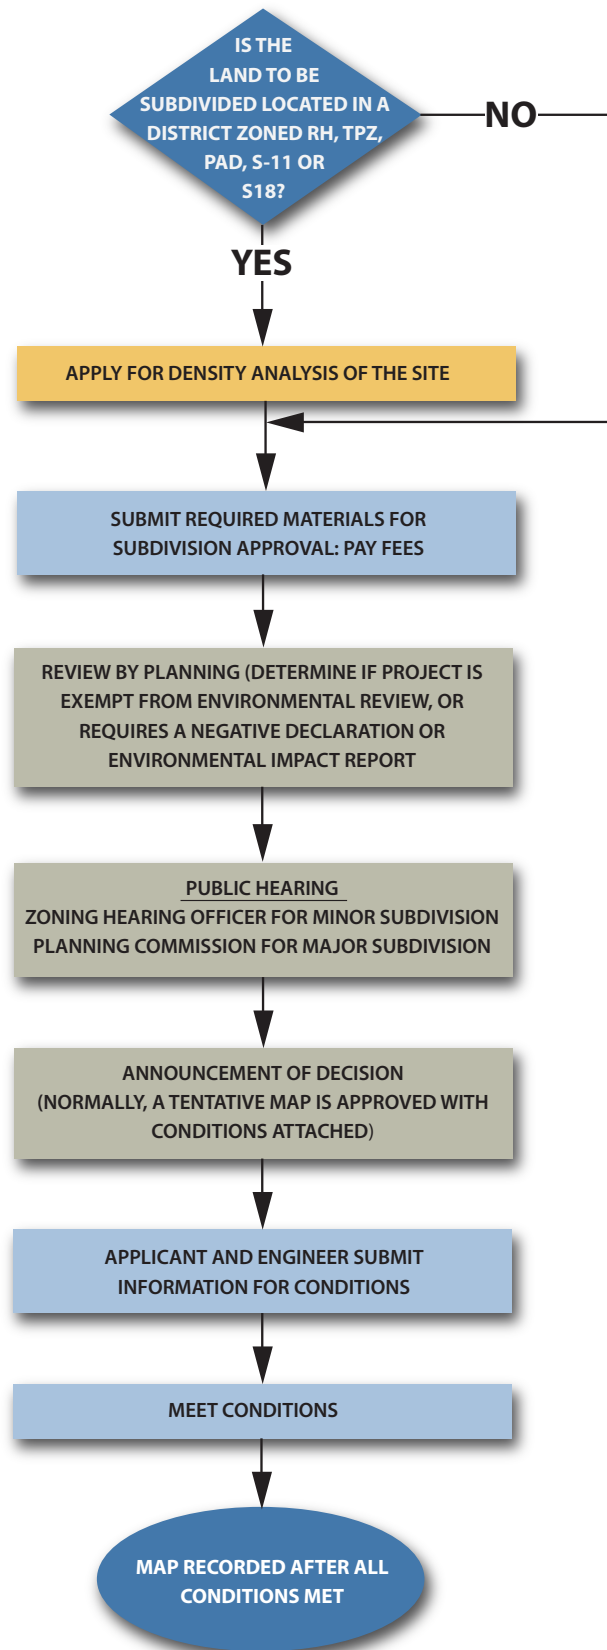 IS THE
LAND TO BE
SUBDIVIDED LOCATED IN A
DISTRICT ZONED RH, TPZ,
PAD, S-11 OR
S18?
NO
YES
APPLY FOR DENSITY ANALYSIS OF THE SITE
SUBMIT REQUIRED MATERIALS FOR
SUBDIVISION APPROVAL: PAY FEES
REVIEW BY PLANNING (DETERMINE IF PROJECT IS
EXEMPT FROM ENVIRONMENTAL REVIEW, OR
REQUIRES A NEGATIVE DECLARATION OR
ENVIRONMENTAL IMPACT REPORT
PUBLIC HEARING
ZONING HEARING OFFICER FOR MINOR SUBDIVISION
PLANNING COMMISSION FOR MAJOR SUBDIVISION
ANNOUNCEMENT OF DECISION
(NORMALLY, A TENTATIVE MAP IS APPROVED WITH
CONDITIONS ATTACHED)
APPLICANT AND ENGINEER SUBMIT
INFORMATION FOR CONDITIONS
MEET CONDITIONS
MAP RECORDED AFTER ALL
CONDITIONS MET